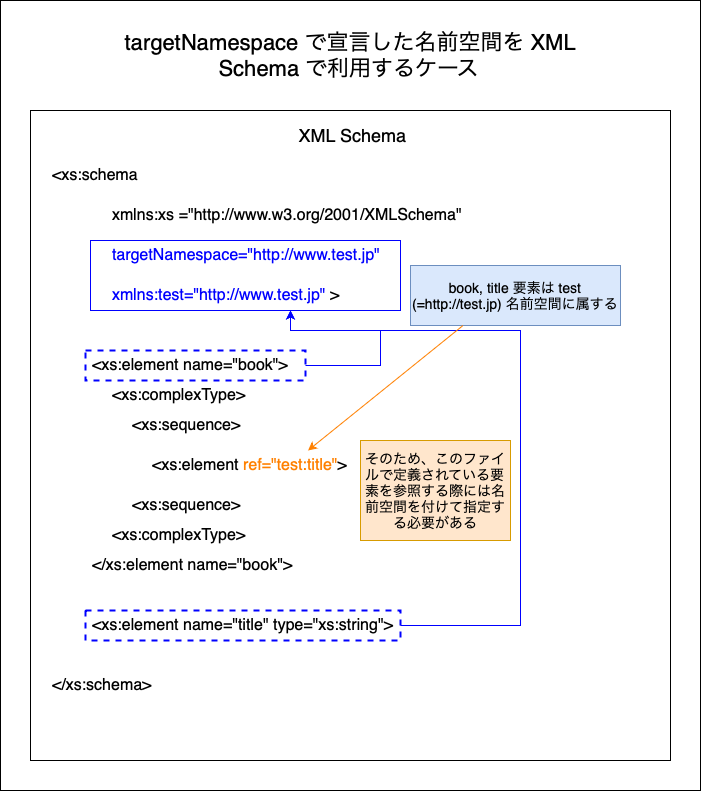 targetNamespace で宣言した名前空間を XML
Schema で利用するケース
XML Schema
<xs:schema
xmlns:xs ="http://www.w3.org/2001/XMLSchema"
targetNamespace="http://www.test.jp"
xmlns:test="http://www.test.jp" >
book, title 要素は test
(=http://test.jp) 名前空間に属する
<xs:element name="book">
<xs:complexType>
<xs:sequence>
<xs:element ref="test:title">
そのため、このファイ
ルで定義されている要
素を参照する際には名
前空間を付けて指定す
る必要がある
<xs:sequence>
<xs:complexType>
</xs:element name="book">
<xs:element name="title" type="xs:string">
</xs:schema>